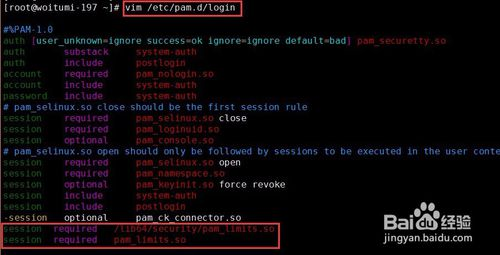 [root@woitumi-197 ~]# vim /etc/pam.d/login
#%PAM-1.0
auth [user_unknown=ignore success=ok ignore=ignore default=bad] pam_securetty.so
auth substack system-auth
auth include postlogin
account required pam_nologin.so
account include system-auth
password include system-auth
# pam_selinux.so close should be the first session rule
session required pam_selinux.so close
session required pam_loginuid.so
session optional pam_console.so
# pam_selinux.so open should only be followed by sessions to be executed in the user conte
session required pam_selinux.so open
session required pam_namespace.so
session optional pam_keyinit.so force revoke
session include system-auth
session include postlogin
-session optional pam_ck_connector.so
session required /lib64/security/pam_limits.so
session required pam_limits.so
Baidu经验
jingyan.baidu.com